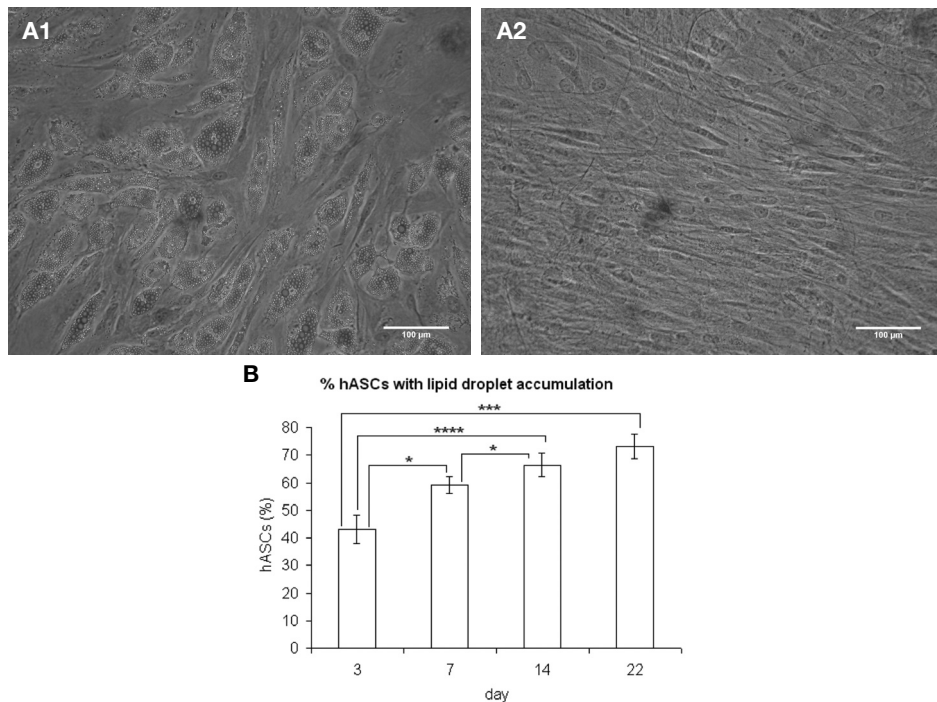 A1
A2
100 µm
100 µm
B
% hASCs with lipid droplet accumulation
***
****
*
*
80
70
60
50
40
30
20
10
0
hASCs (%)
3 7 14 22
day